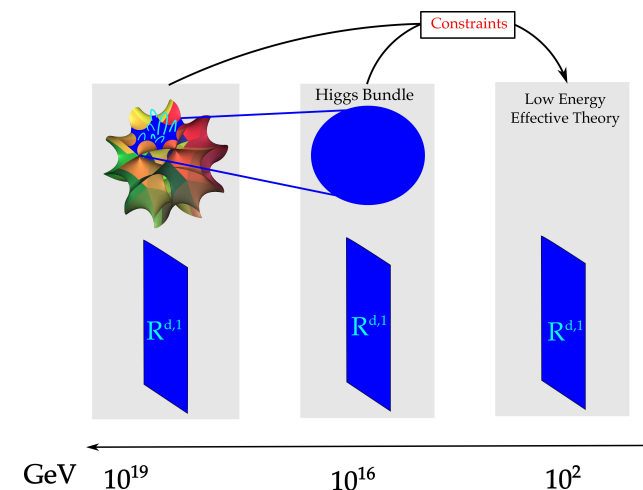 Constraints
Higgs Bundle
Low Energy
Effective Theory
R^{d,1}
R^{d,1}
R^{d,1}
GeV 10^{19} 10^{16} 10^{2}